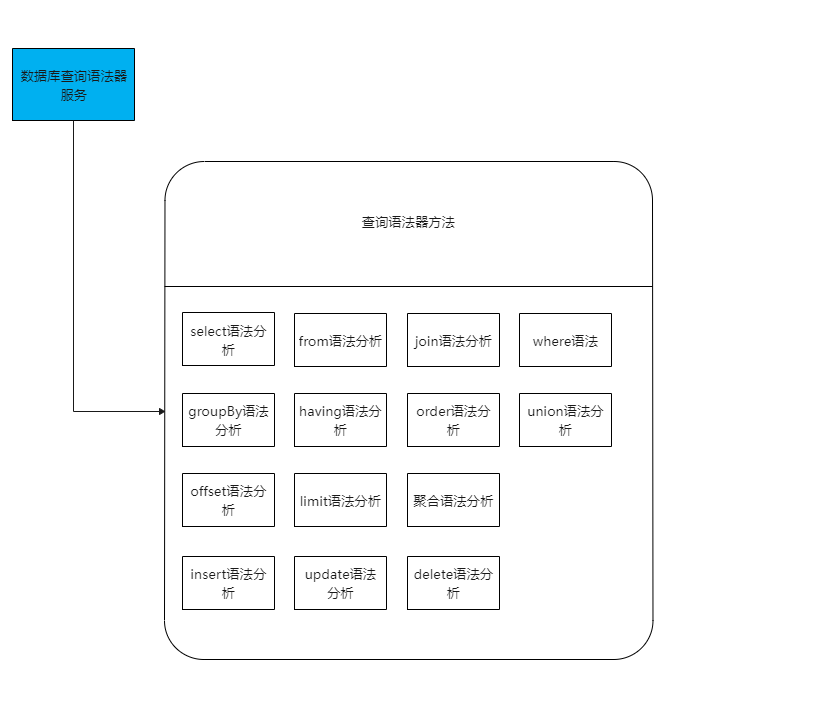 数据库查询语法器
服务
查询语法器方法
select语法分
析
from语法分析
join语法分析
where语法
groupBy语法
分析
having语法分
析
order语法分
析
union语法分
析
offset语法分
析
limit语法分析
聚合语法分析
insert语法分
析
update语法
分析
delete语法分
析